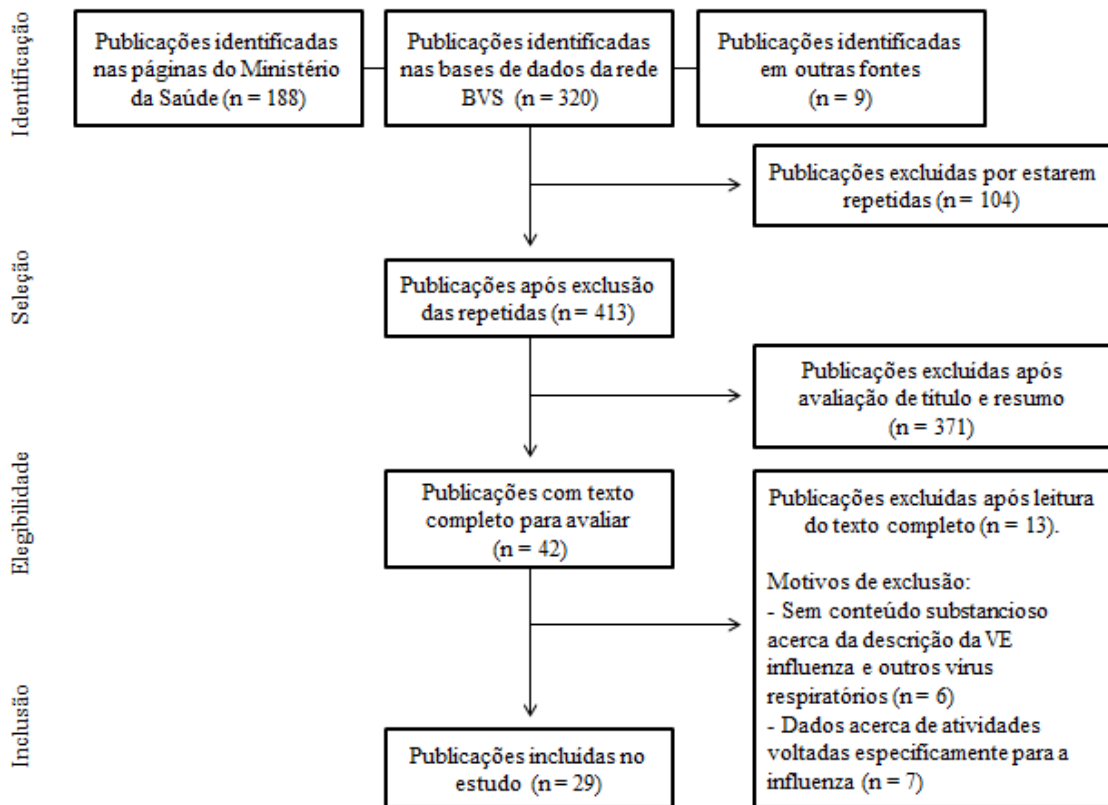 Identificação
Publicações identificadas
nas páginas do Ministério
da Saúde (n = 188)
Publicações identificadas
nas bases de dados da rede
BVS (n = 320)
Publicações identificadas
em outras fontes
(n = 9)
Publicações excluídas por estarem
repetidas (n = 104)
Seleção
Publicações após exclusão
das repetidas (n = 413)
Publicações excluídas após
avaliação de título e resumo
(n = 371)
Elegibilidade
Publicações com texto
completo para avaliar
(n = 42)
Publicações excluídas após leitura
do texto completo (n = 13).
Motivos de exclusão:
- Sem conteúdo substancioso
acerca da descrição da VE
influenza e outros vírus
respiratórios (n = 6)
- Dados acerca de atividades
voltadas especificamente para a
influenza (n = 7)
Inclusão
Publicações incluídas no
estudo (n = 29)